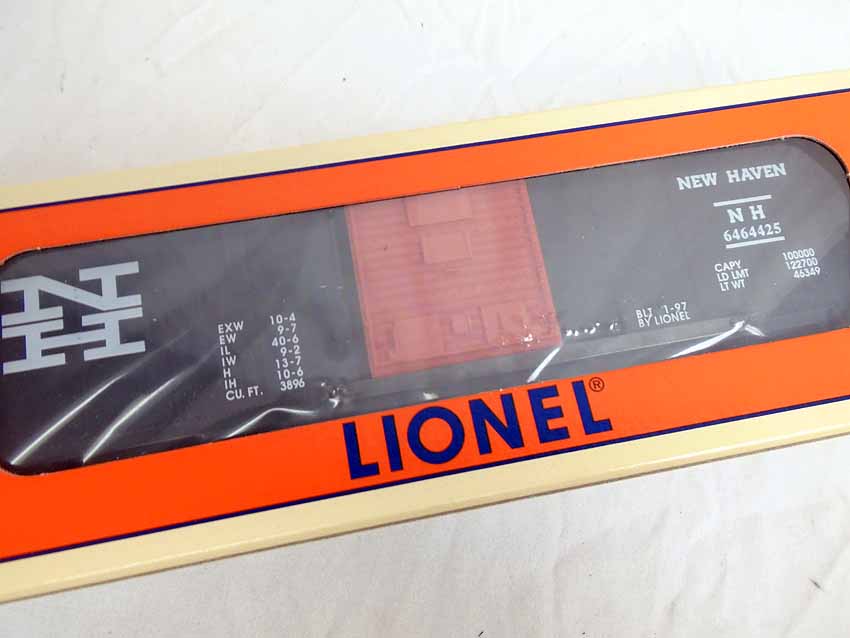 NH
EXW 10-4
EW 9-7
IL 40-6
IW 9-2
H 13-7
IH 10-6
CU. FT. 3896
NEW HAVEN
N H
6464425
CAPY 100000
LD LMT 122700
LT WT 46349
BLT 1-97
BY LIONEL
LIONEL®